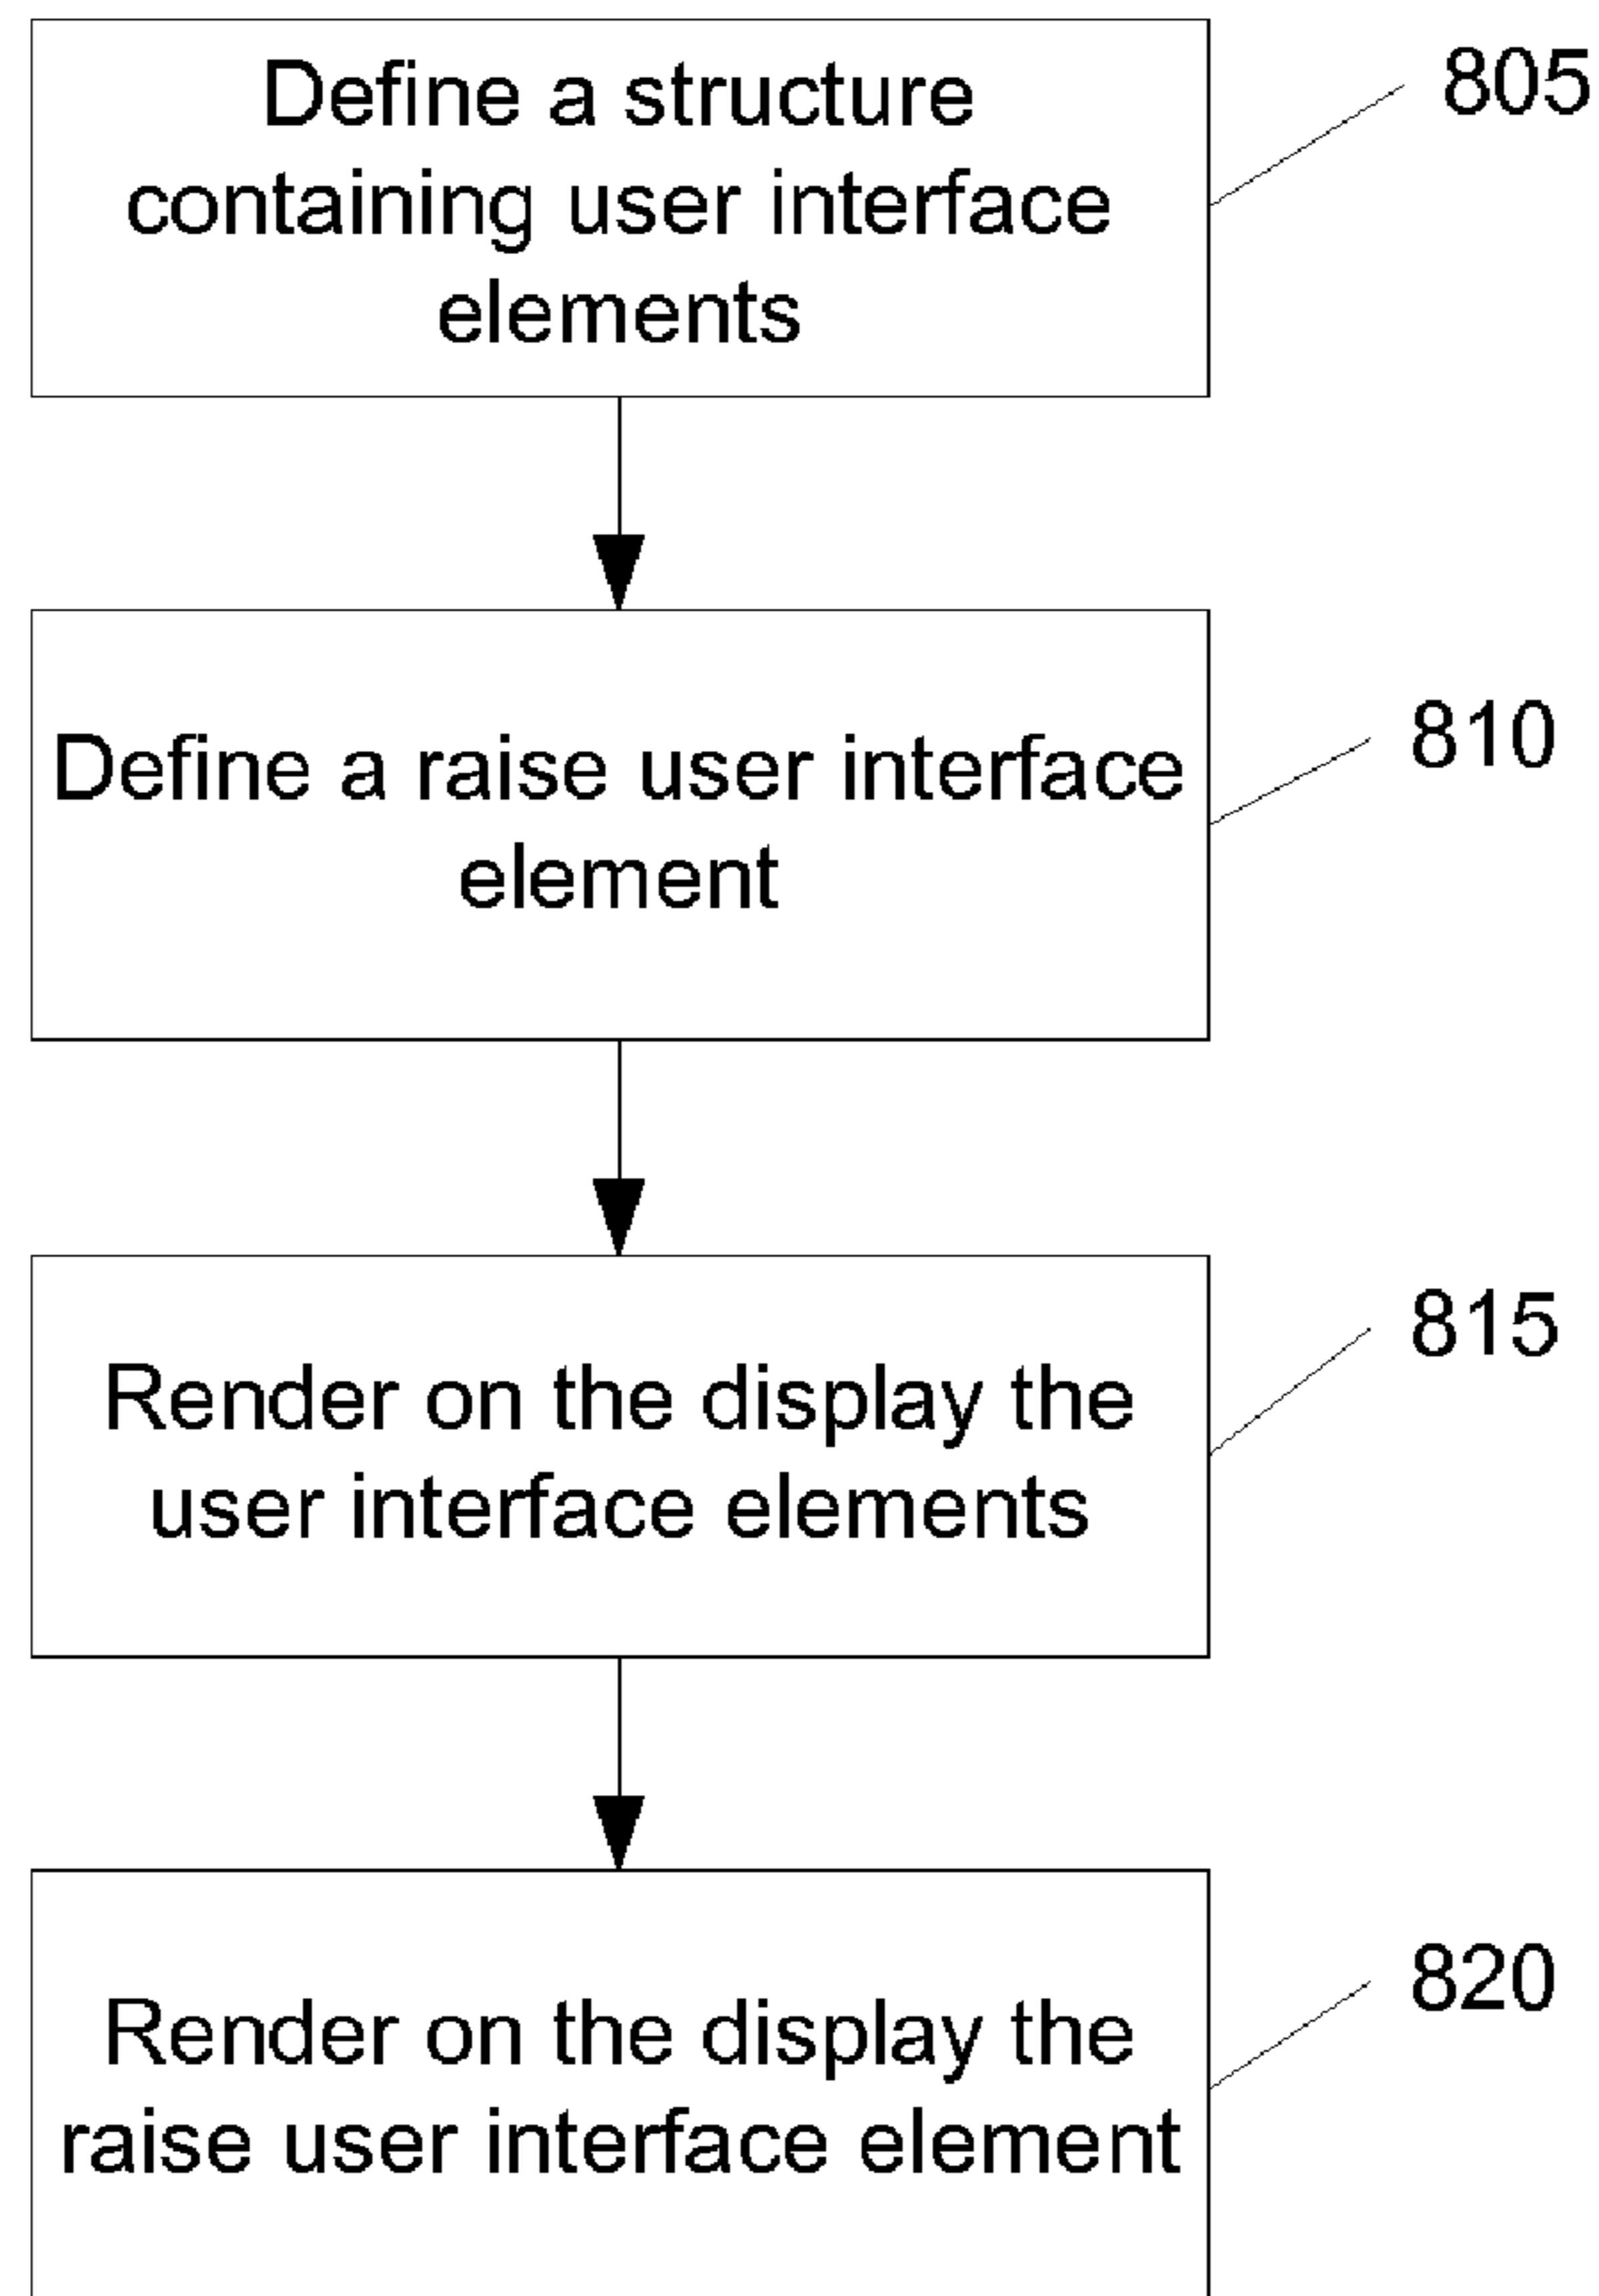 Define a structure
containing user interface
elements
805
Define a raise user interface
element
810
Render on the display the
user interface elements
815
Render on the display the
raise user interface element
820